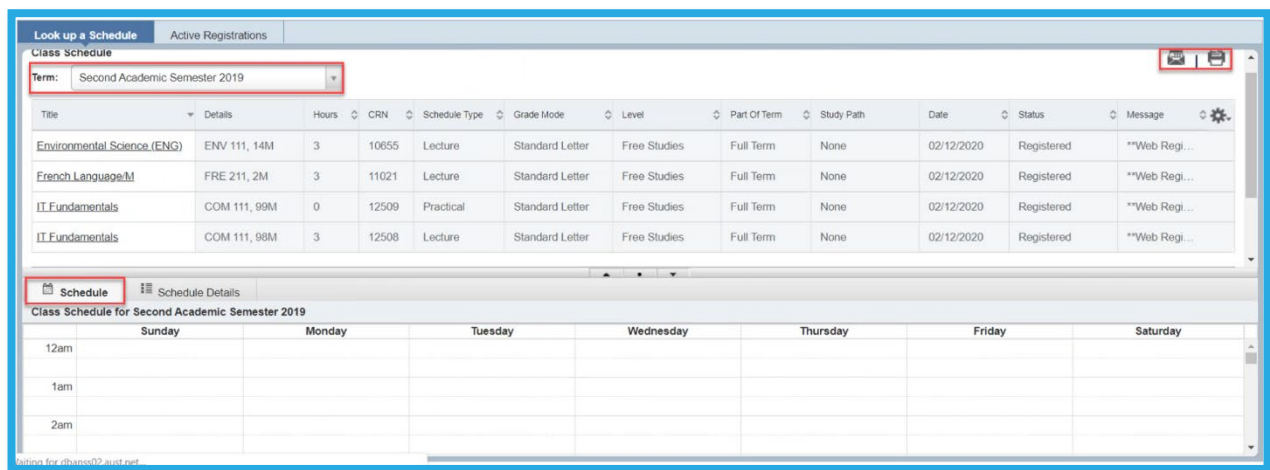 Look up a Schedule Active Registrations
Class Schedule
Term: Second Academic Semester 2019
Title Details Hours CRN Schedule Type Grade Mode Level Part Of Term Study Path Date Status Message
Environmental Science (ENG) ENV 111, 14M 3 10655 Lecture Standard Letter Free Studies Full Term None 02/12/2020 Registered **Web Regi...
French Language/M FRE 211, 2M 3 11021 Lecture Standard Letter Free Studies Full Term None 02/12/2020 Registered **Web Regi...
IT Fundamentals COM 111, 99M 0 12509 Practical Standard Letter Free Studies Full Term None 02/12/2020 Registered **Web Regi...
IT Fundamentals COM 111, 98M 3 12508 Lecture Standard Letter Free Studies Full Term None 02/12/2020 Registered **Web Regi...
Schedule Schedule Details
Class Schedule for Second Academic Semester 2019
Sunday Monday Tuesday Wednesday Thursday Friday Saturday
12am
1am
2am
Waiting for dbanss02.aust.net...